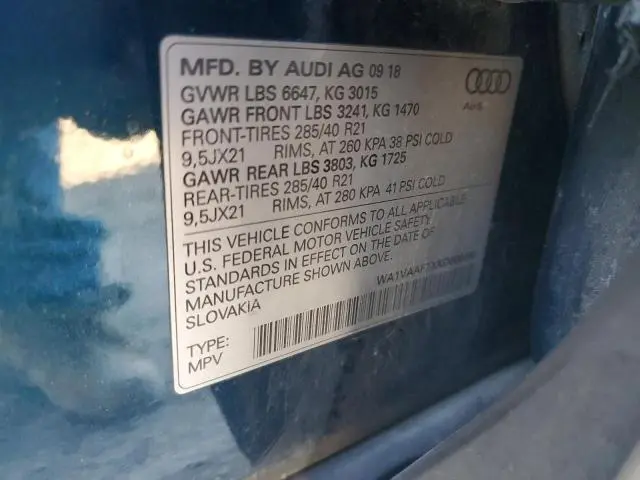 MFD. BY AUDI AG 09 18
GVWR LBS 6647, KG 3015
GAWR FRONT LBS 3241, KG 1470
FRONT-TIRES 285/40 R21
9,5JX21 RIMS, AT 260 KPA 38 PSI COLD
GAWR REAR LBS 3803, KG 1725
REAR-TIRES 285/40 R21
9,5JX21 RIMS, AT 280 KPA 41 PSI COLD
THIS VEHICLE CONFORMS TO ALL APPLICABLE
U.S. FEDERAL MOTOR VEHICLE SAFETY
STANDARDS IN EFFECT ON THE DATE OF
MANUFACTURE SHOWN ABOVE.
SLOVAKIA
TYPE:
MPV
Audi